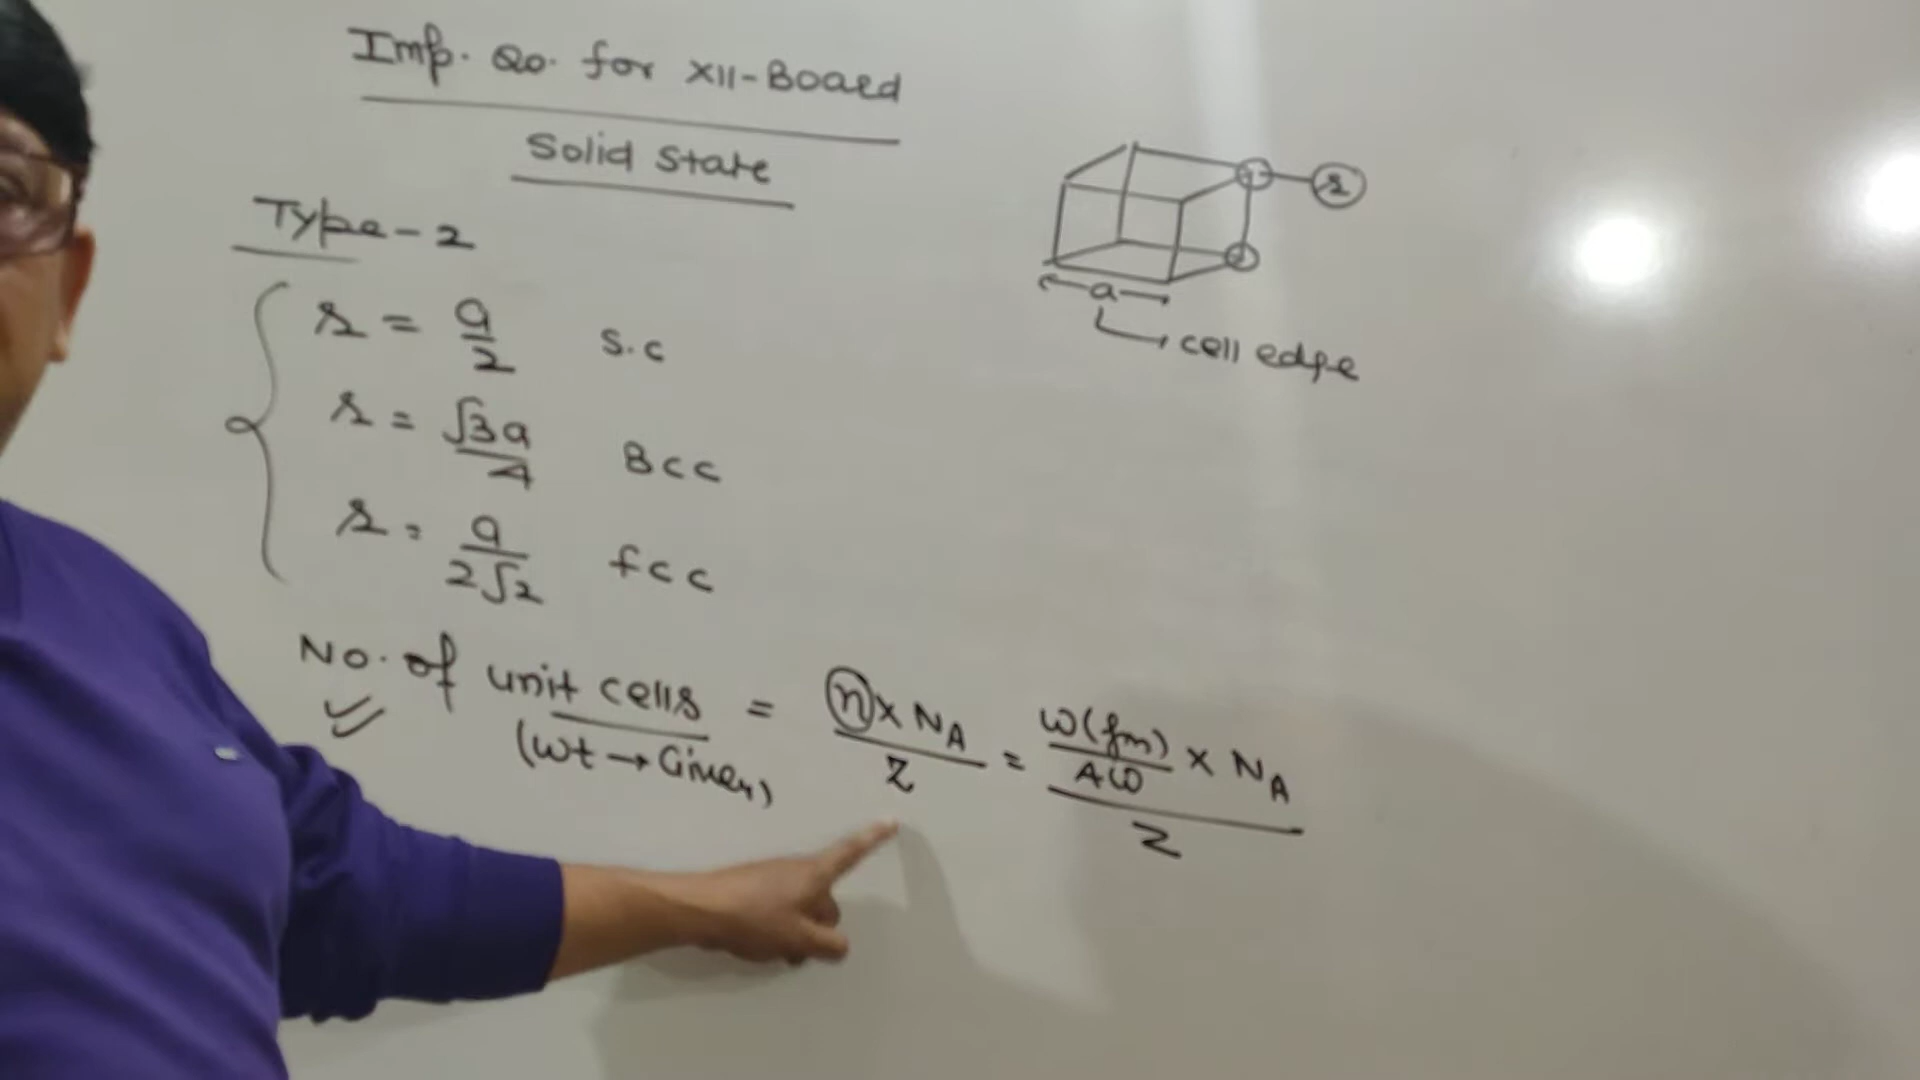 Imp. Qo. for XII-Board
Solid State
Type-2
r = a/2 S.C
r = √3a/4 BCC
r = a/2√2 fcc
No. of unit cells = n × NA / Z = W(gm)/AW × NA / Z
(wt → Given)
r
a
cell edge